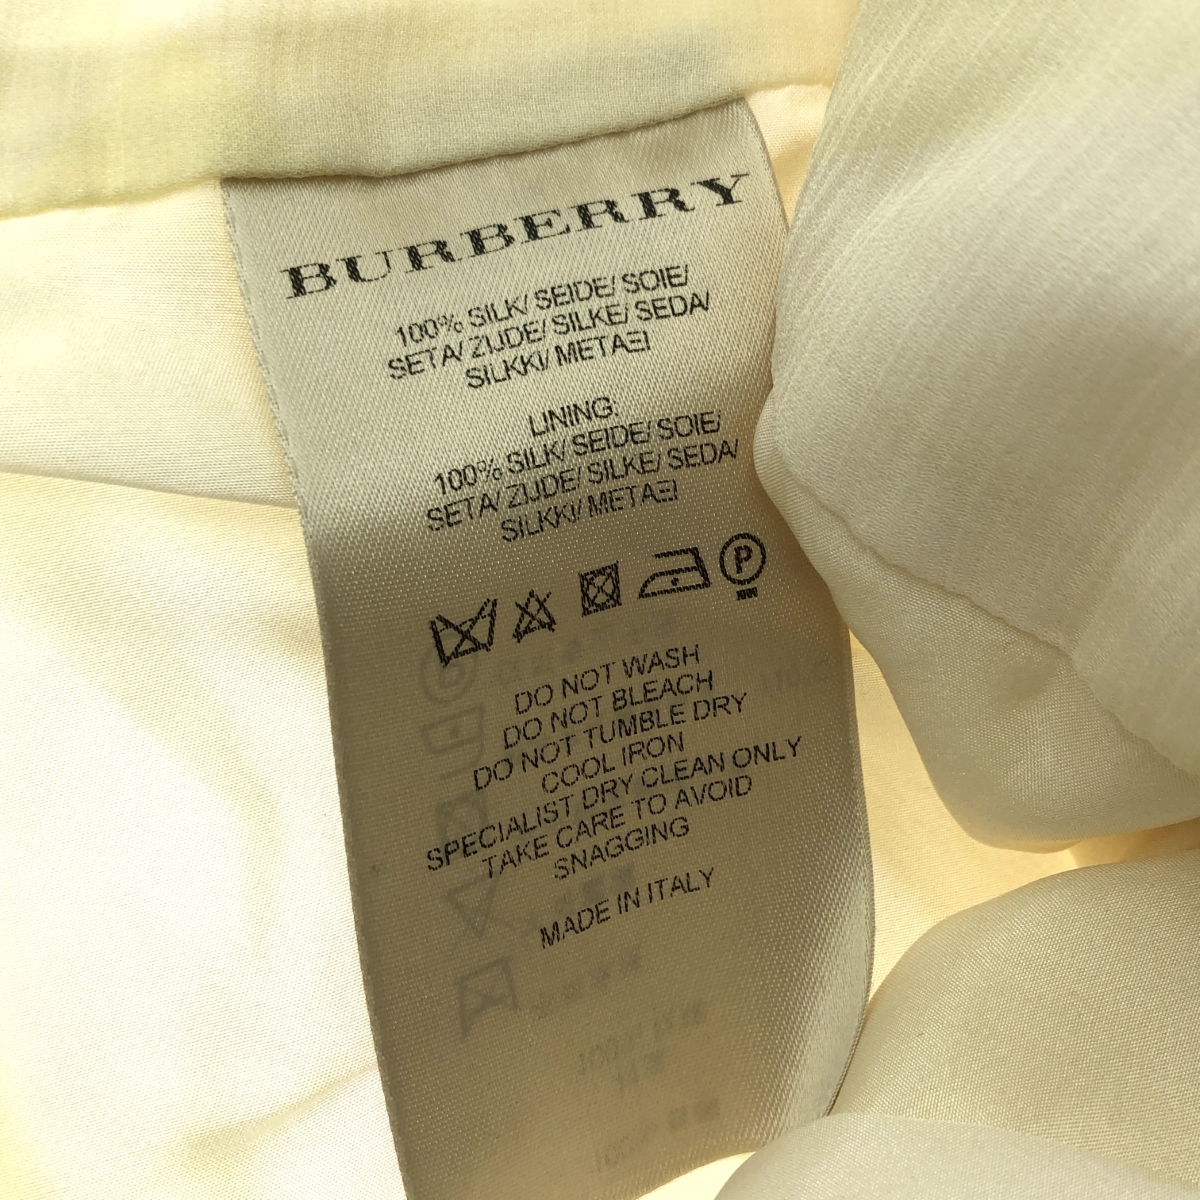 BURBERRY
100% SILK/ SEIDE/ SOIE/
SETA/ ZIJDE/ SILKE/ SEDA/
SILKKI/ ΜΕΤΑΞΙ
LINING:
100% SILK/ SEIDE/ SOIE/
SETA/ ZIJDE/ SILKE/ SEDA/
SILKKI/ ΜΕΤΑΞΙ
P
DO NOT WASH
DO NOT BLEACH
DO NOT TUMBLE DRY
COOL IRON
SPECIALIST DRY CLEAN ONLY
TAKE CARE TO AVOID
SNAGGING
MADE IN ITALY